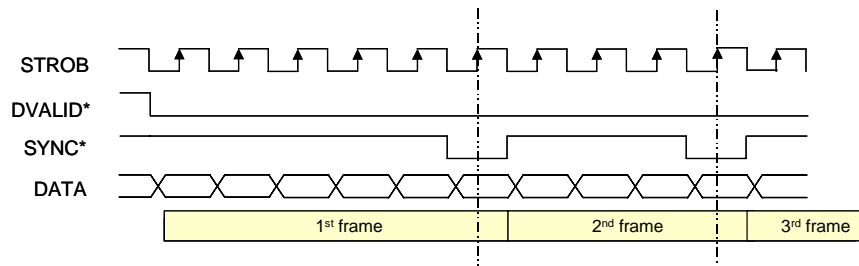 STROB
DVALID*
SYNC*
DATA
1st frame
2nd frame
3rd frame